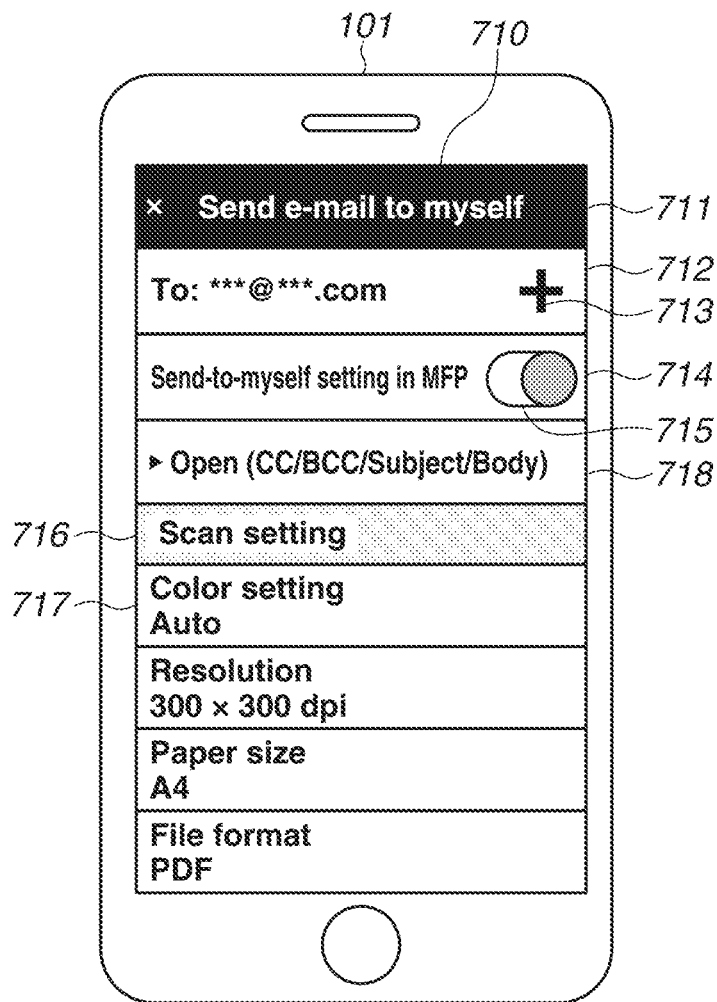 101
710
× Send e-mail to myself
711
To: ***@***.com
712
713
Send-to-myself setting in MFP
714
715
▸ Open (CC/BCC/Subject/Body)
718
716
Scan setting
717
Color setting
Auto
Resolution
300 × 300 dpi
Paper size
A4
File format
PDF